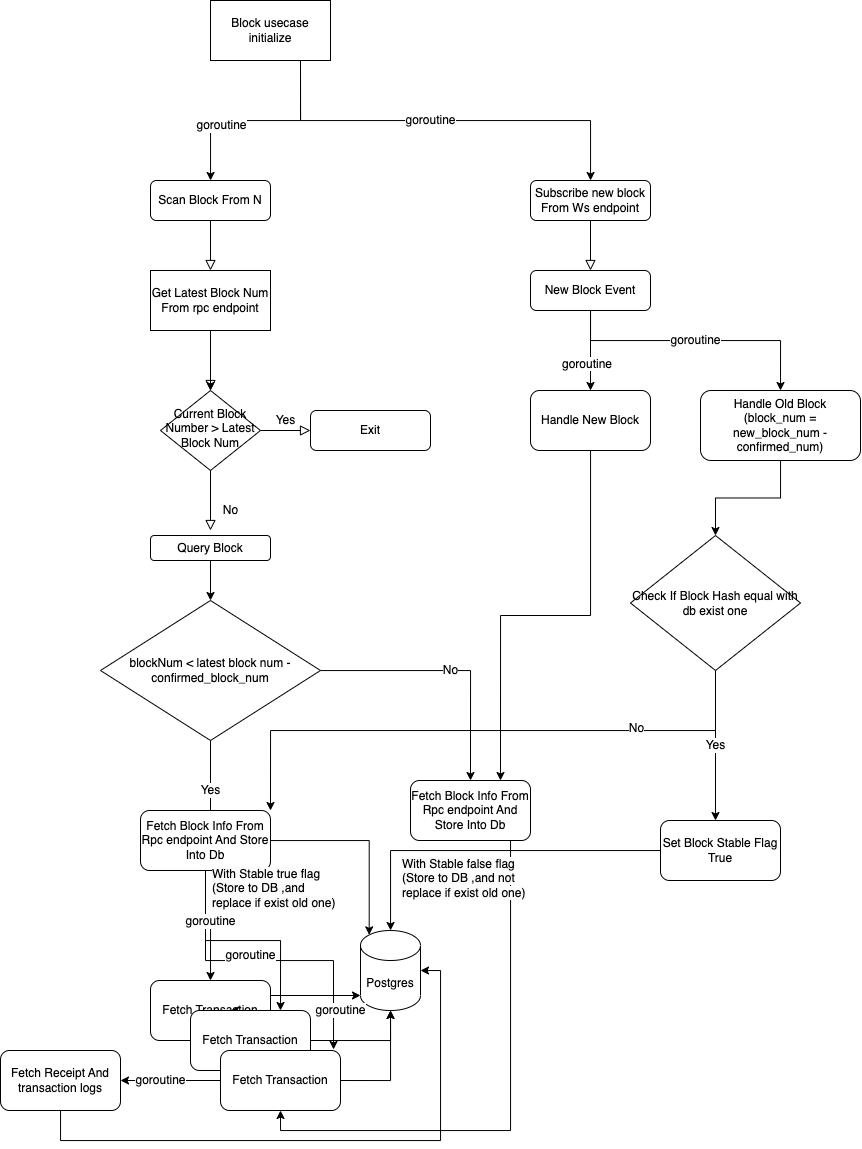 Block usecase
initialize
goroutine
goroutine
Scan Block From N
Subscribe new block
From Ws endpoint
Get Latest Block Num
From rpc endpoint
New Block Event
goroutine
goroutine
Current Block
Number > Latest
Block Num
Yes
Exit
Handle New Block
Handle Old Block
(block_num =
new_block_num -
confirmed_num)
No
Query Block
Check If Block Hash equal with
db exist one
blockNum < latest block num -
confirmed_block_num
No
No
Yes
Yes
Fetch Block Info From
Rpc endpoint And Store
Into Db
Fetch Block Info From
Rpc endpoint And
Store Into Db
Set Block Stable Flag
True
With Stable true flag
(Store to DB ,and
replace if exist old one)
With Stable false flag
(Store to DB ,and not
replace if exist old one)
goroutine
goroutine
Postgres
goroutine
Fetch Transaction
Fetch Transaction
Fetch Transaction
goroutine
Fetch Receipt And
transaction logs